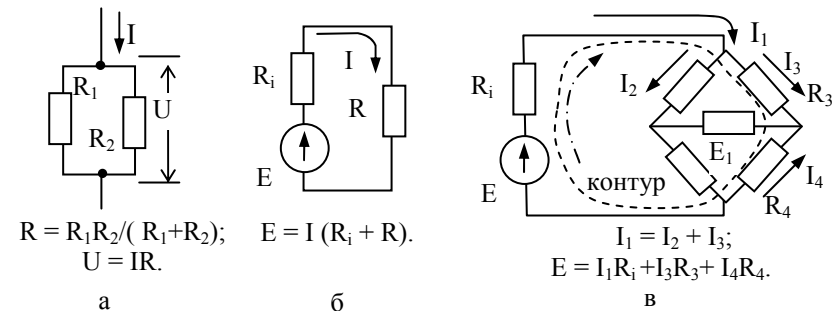 I
R₁
R₂
U
R = R₁R₂/( R₁+R₂);
U = IR.
а
Rᵢ
I
R
E
E = I (Rᵢ + R).
б
I₁
I₂
I₃
Rᵢ
R₃
E₁
E
контур
I₄
R₄
I₁ = I₂ + I₃;
E = I₁Rᵢ +I₃R₃+ I₄R₄.
в